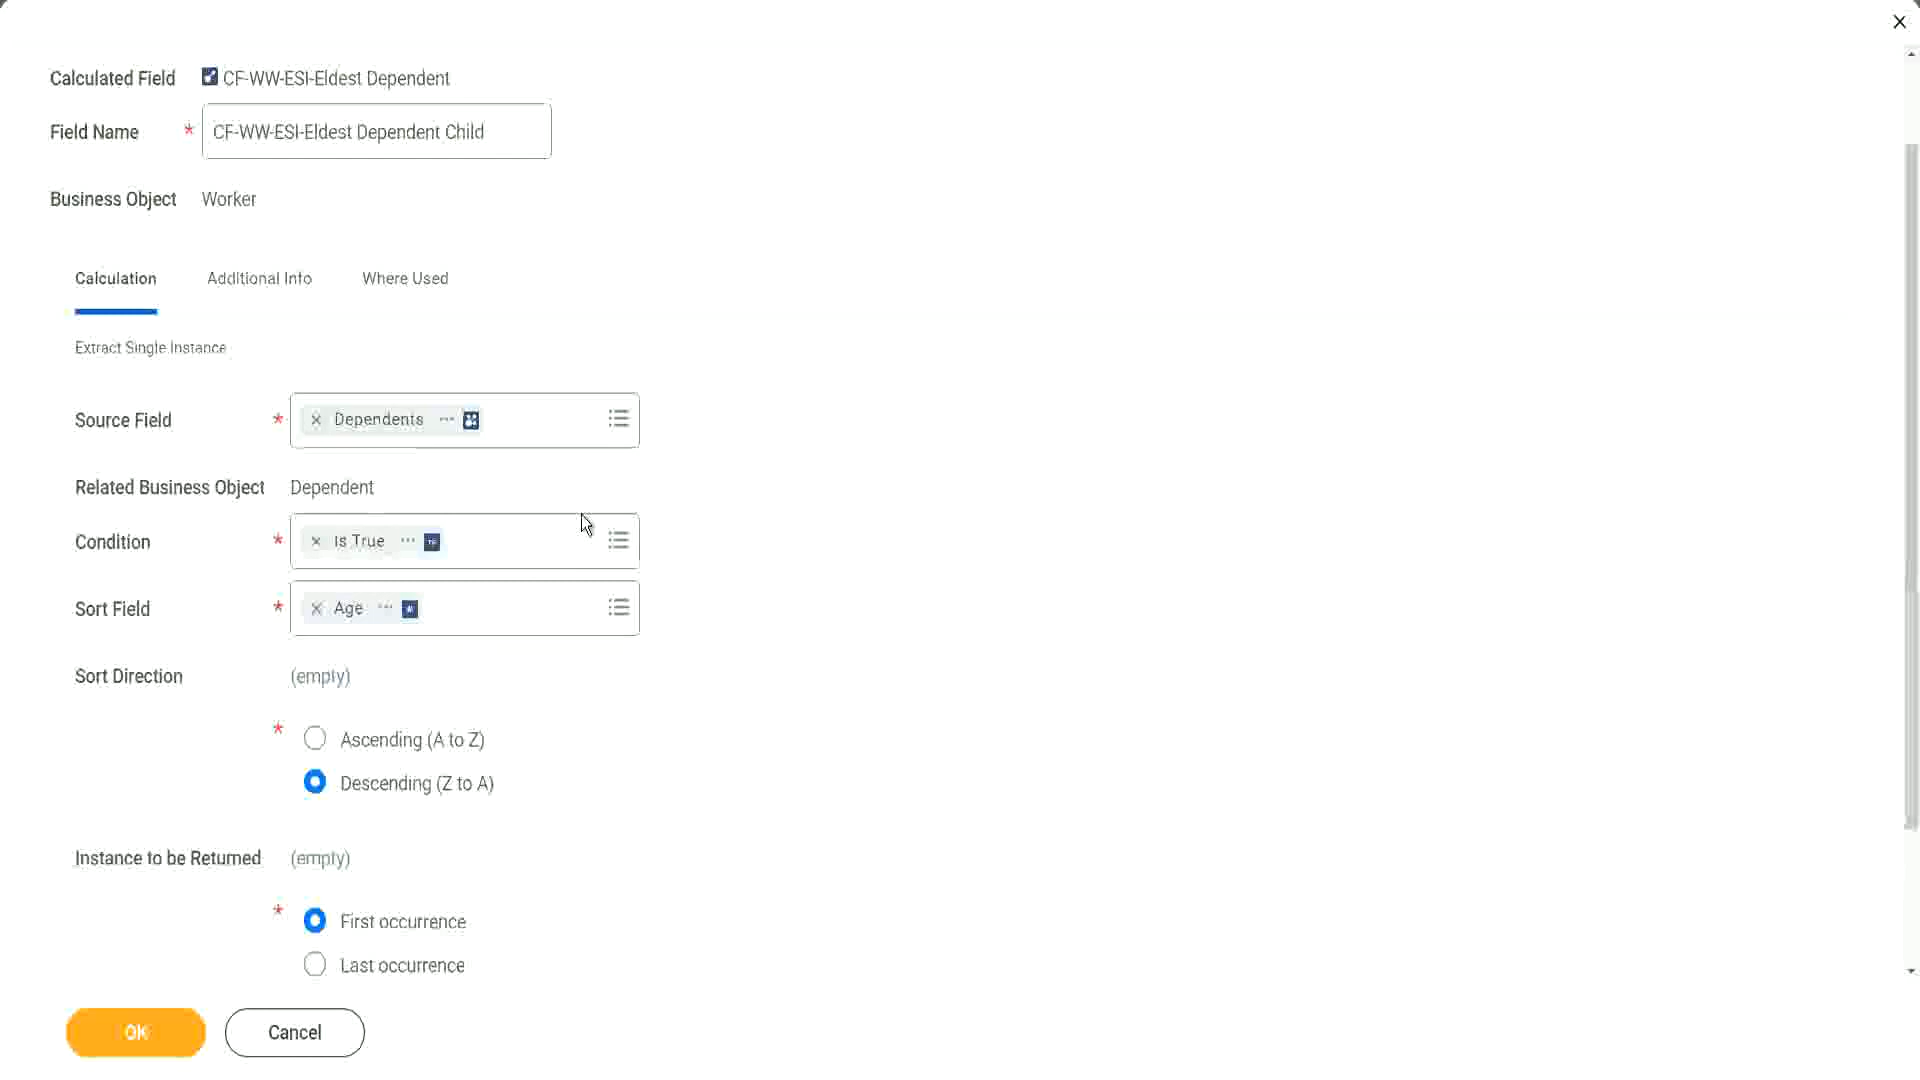 Calculated Field CF-WW-ESI-Eldest Dependent
Field Name * CF-WW-ESI-Eldest Dependent Child
Business Object Worker
Calculation Additional Info Where Used
Extract Single Instance
Source Field * Dependents
Related Business Object Dependent
Condition * Is True
Sort Field * Age
Sort Direction (empty)
* Ascending (A to Z)
Descending (Z to A)
Instance to be Returned (empty)
* First occurrence
Last occurrence
OK Cancel